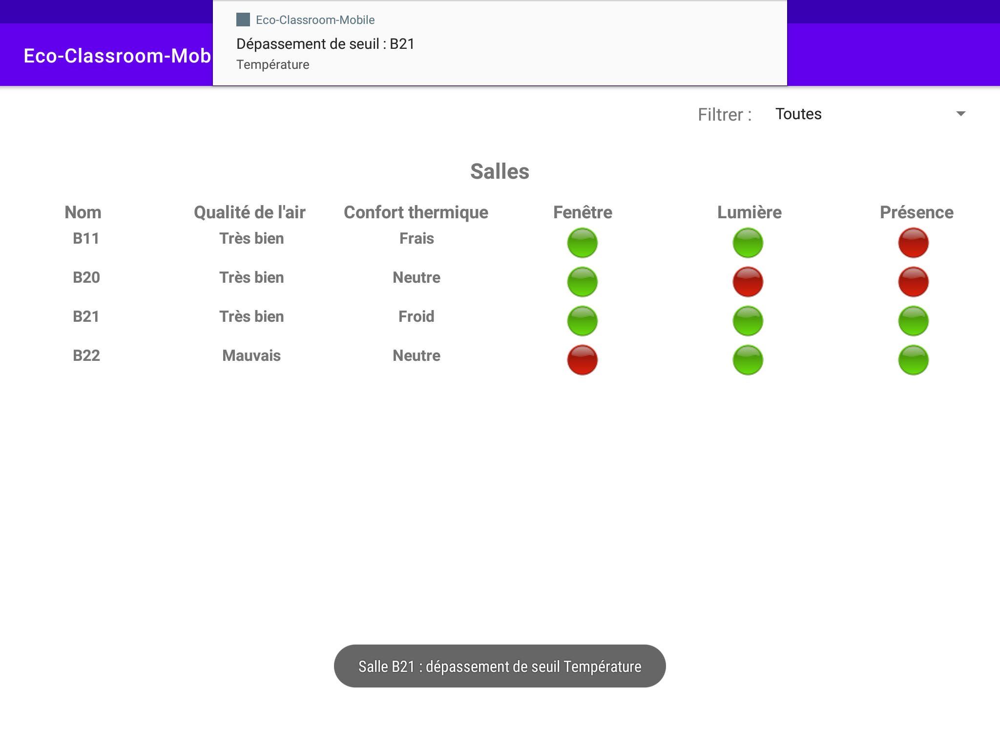 Eco-Classroom-Mobile
Dépassement de seuil : B21
Température
Eco-Classroom-Mob
Filtrer : Toutes
Salles
Nom Qualité de l'air Confort thermique Fenêtre Lumière Présence
B11 Très bien Frais
B20 Très bien Neutre
B21 Très bien Froid
B22 Mauvais Neutre
Salle B21 : dépassement de seuil Température